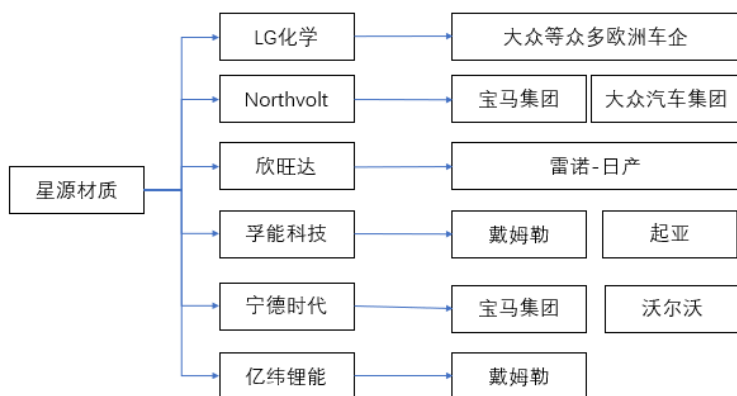 LG化学
大众等众多欧洲车企
Northvolt
宝马集团
大众汽车集团
欣旺达
雷诺-日产
星源材质
孚能科技
戴姆勒
起亚
宁德时代
宝马集团
沃尔沃
亿纬锂能
戴姆勒